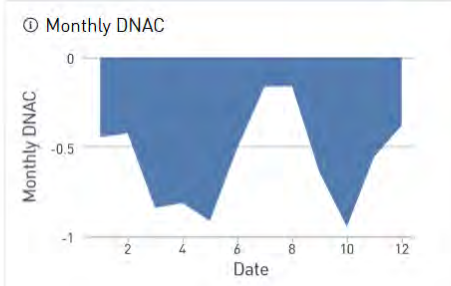 ⓘ Monthly DNAC
0
-0.5
-1
Monthly DNAC
2 4 6 8 10 12
Date